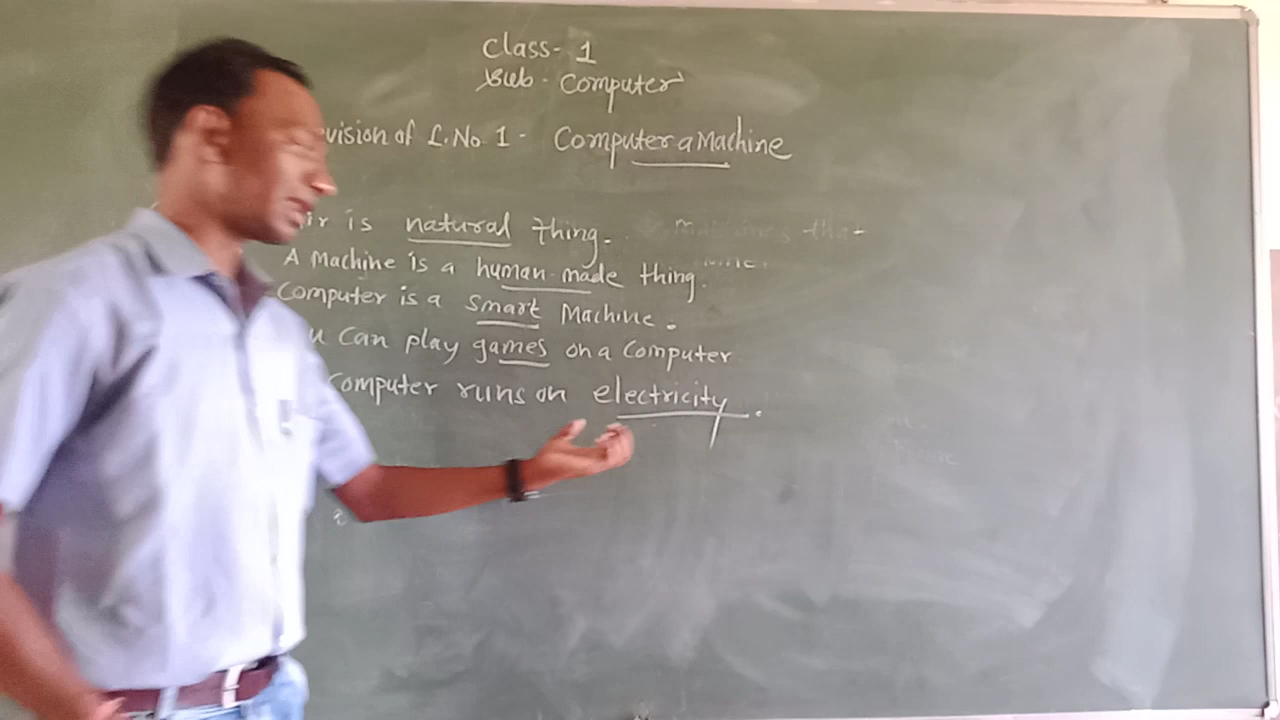 Class- 1
Sub - Computer
vision of L.No. 1 - Computer a Machine
ir is natural thing.
A Machine is a human-made thing.
Computer is a smart Machine.
u can play games on a Computer
Computer runs on electricity.